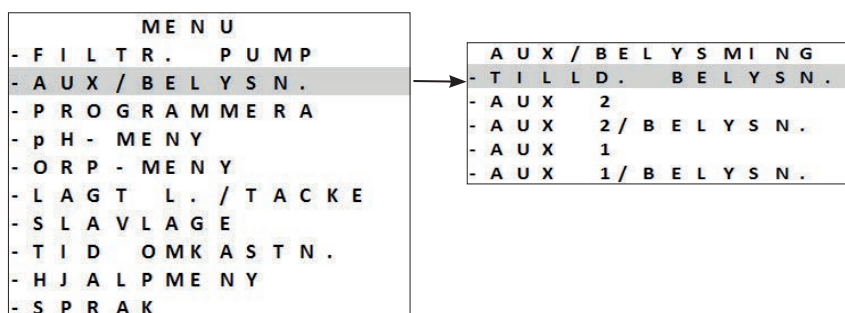 MENU
- FILTR. PUMP
- AUX/BELYSN.
- PROGRAMMERA
- pH- MENY
- ORP- MENY
- LAGT L./TACKE
- SLAVLAGE
- TID OMKASTN.
- HJALPMENY
- SPRAK
AUX/BELYSMING
- TILLD. BELYSN.
- AUX 2
- AUX 2/BELYSN.
- AUX 1
- AUX 1/BELYSN.